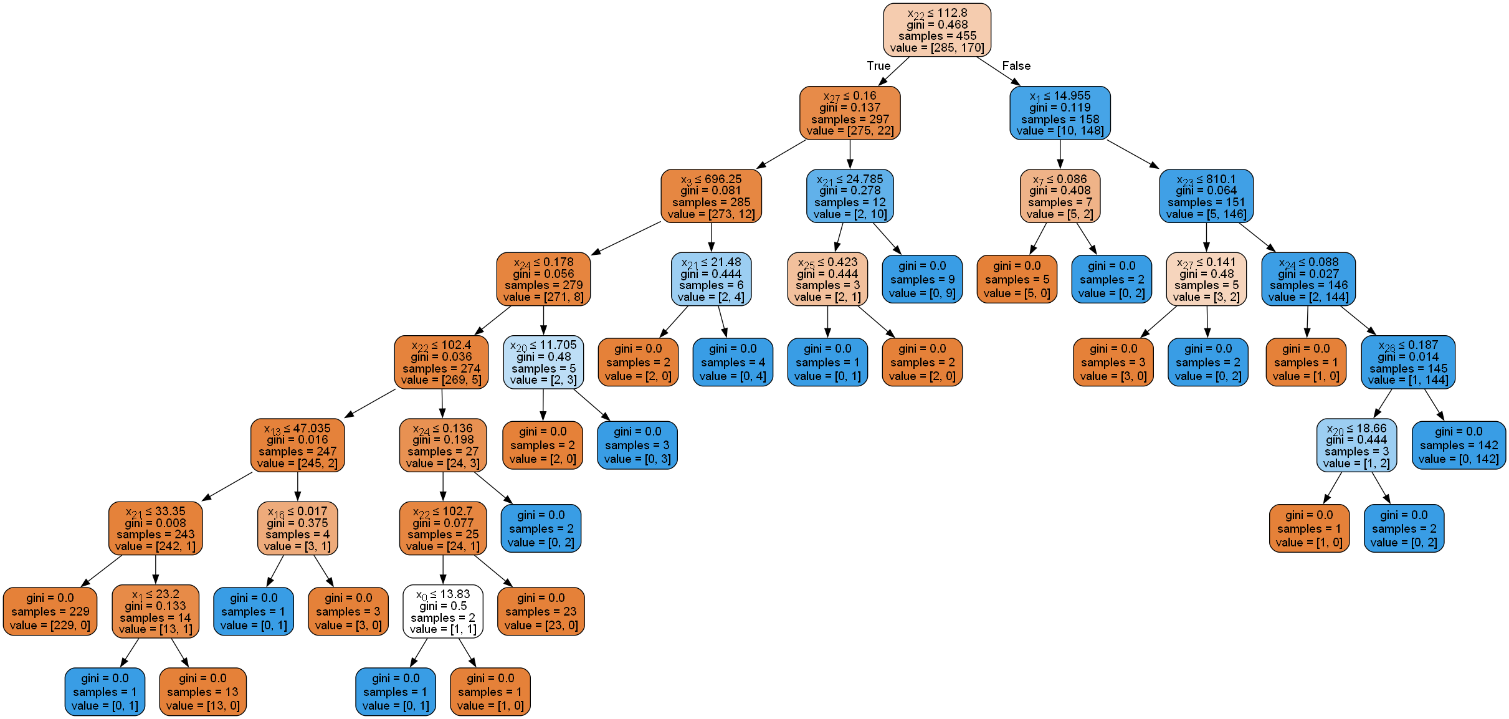 x22 ≤ 112.8
gini = 0.468
samples = 455
value = [285, 170]
True
False
x27 ≤ 0.16
gini = 0.137
samples = 297
value = [275, 22]
x1 ≤ 14.955
gini = 0.119
samples = 158
value = [10, 148]
x3 ≤ 696.25
gini = 0.081
samples = 285
value = [273, 12]
x21 ≤ 24.785
gini = 0.278
samples = 12
value = [2, 10]
x7 ≤ 0.086
gini = 0.408
samples = 7
value = [5, 2]
x23 ≤ 810.1
gini = 0.064
samples = 151
value = [5, 146]
x24 ≤ 0.178
gini = 0.056
samples = 279
value = [271, 8]
x21 ≤ 21.48
gini = 0.444
samples = 6
value = [2, 4]
x25 ≤ 0.423
gini = 0.444
samples = 3
value = [2, 1]
gini = 0.0
samples = 9
value = [0, 9]
gini = 0.0
samples = 5
value = [5, 0]
gini = 0.0
samples = 2
value = [0, 2]
x27 ≤ 0.141
gini = 0.48
samples = 5
value = [3, 2]
x24 ≤ 0.088
gini = 0.027
samples = 146
value = [2, 144]
x22 ≤ 102.4
gini = 0.036
samples = 274
value = [269, 5]
x20 ≤ 11.705
gini = 0.48
samples = 5
value = [2, 3]
gini = 0.0
samples = 2
value = [2, 0]
gini = 0.0
samples = 4
value = [0, 4]
gini = 0.0
samples = 1
value = [0, 1]
gini = 0.0
samples = 2
value = [2, 0]
gini = 0.0
samples = 3
value = [3, 0]
gini = 0.0
samples = 2
value = [0, 2]
gini = 0.0
samples = 1
value = [1, 0]
x26 ≤ 0.187
gini = 0.014
samples = 145
value = [1, 144]
x13 ≤ 47.035
gini = 0.016
samples = 247
value = [245, 2]
x24 ≤ 0.136
gini = 0.198
samples = 27
value = [24, 3]
gini = 0.0
samples = 2
value = [2, 0]
gini = 0.0
samples = 3
value = [0, 3]
x20 ≤ 18.66
gini = 0.444
samples = 3
value = [1, 2]
gini = 0.0
samples = 142
value = [0, 142]
x21 ≤ 33.35
gini = 0.008
samples = 243
value = [242, 1]
x16 ≤ 0.017
gini = 0.375
samples = 4
value = [3, 1]
x22 ≤ 102.7
gini = 0.077
samples = 25
value = [24, 1]
gini = 0.0
samples = 2
value = [0, 2]
gini = 0.0
samples = 1
value = [1, 0]
gini = 0.0
samples = 2
value = [0, 2]
gini = 0.0
samples = 229
value = [229, 0]
x1 ≤ 23.2
gini = 0.133
samples = 14
value = [13, 1]
gini = 0.0
samples = 1
value = [0, 1]
gini = 0.0
samples = 3
value = [3, 0]
x0 ≤ 13.83
gini = 0.5
samples = 2
value = [1, 1]
gini = 0.0
samples = 23
value = [23, 0]
gini = 0.0
samples = 1
value = [0, 1]
gini = 0.0
samples = 13
value = [13, 0]
gini = 0.0
samples = 1
value = [0, 1]
gini = 0.0
samples = 1
value = [1, 0]